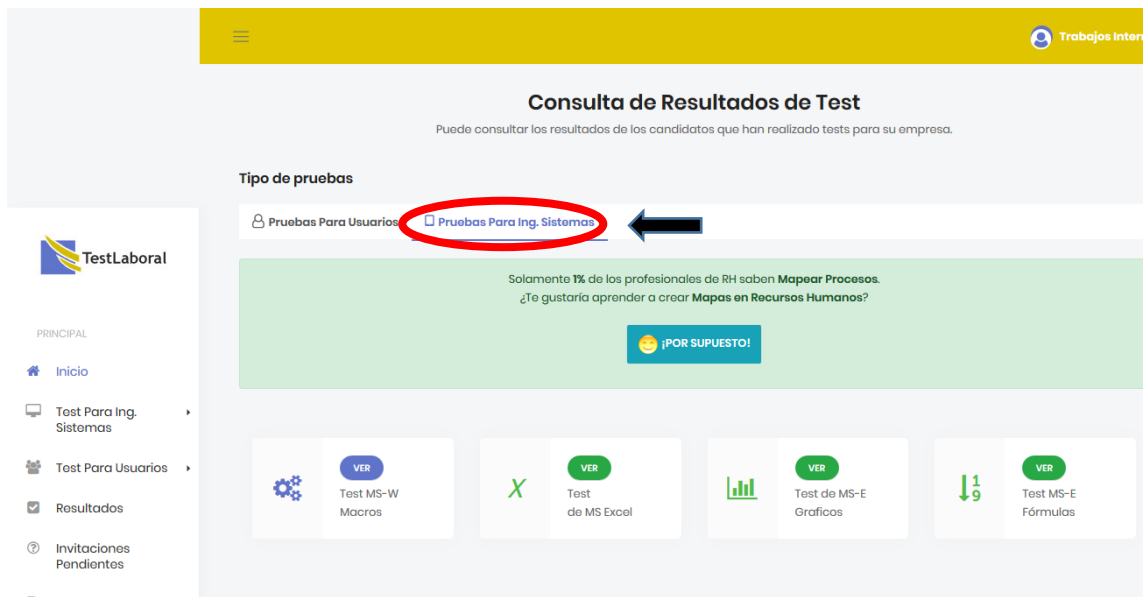 Trabajos Inter
Consulta de Resultados de Test
Puede consultar los resultados de los candidatos que han realizado tests para su empresa.
Tipo de pruebas
Pruebas Para Usuarios
Pruebas Para Ing. Sistemas
TestLaboral
PRINCIPAL
Inicio
Test Para Ing.
Sistemas
Test Para Usuarios
Resultados
Invitaciones
Pendientes
Solamente 1% de los profesionales de RH saben Mapear Procesos.
¿Te gustaría aprender a crear Mapas en Recursos Humanos?
¡POR SUPUESTO!
VER
Test MS-W
Macros
X
VER
Test
de MS Excel
VER
Test de MS-E
Graficos
1
9
VER
Test MS-E
Fórmulas